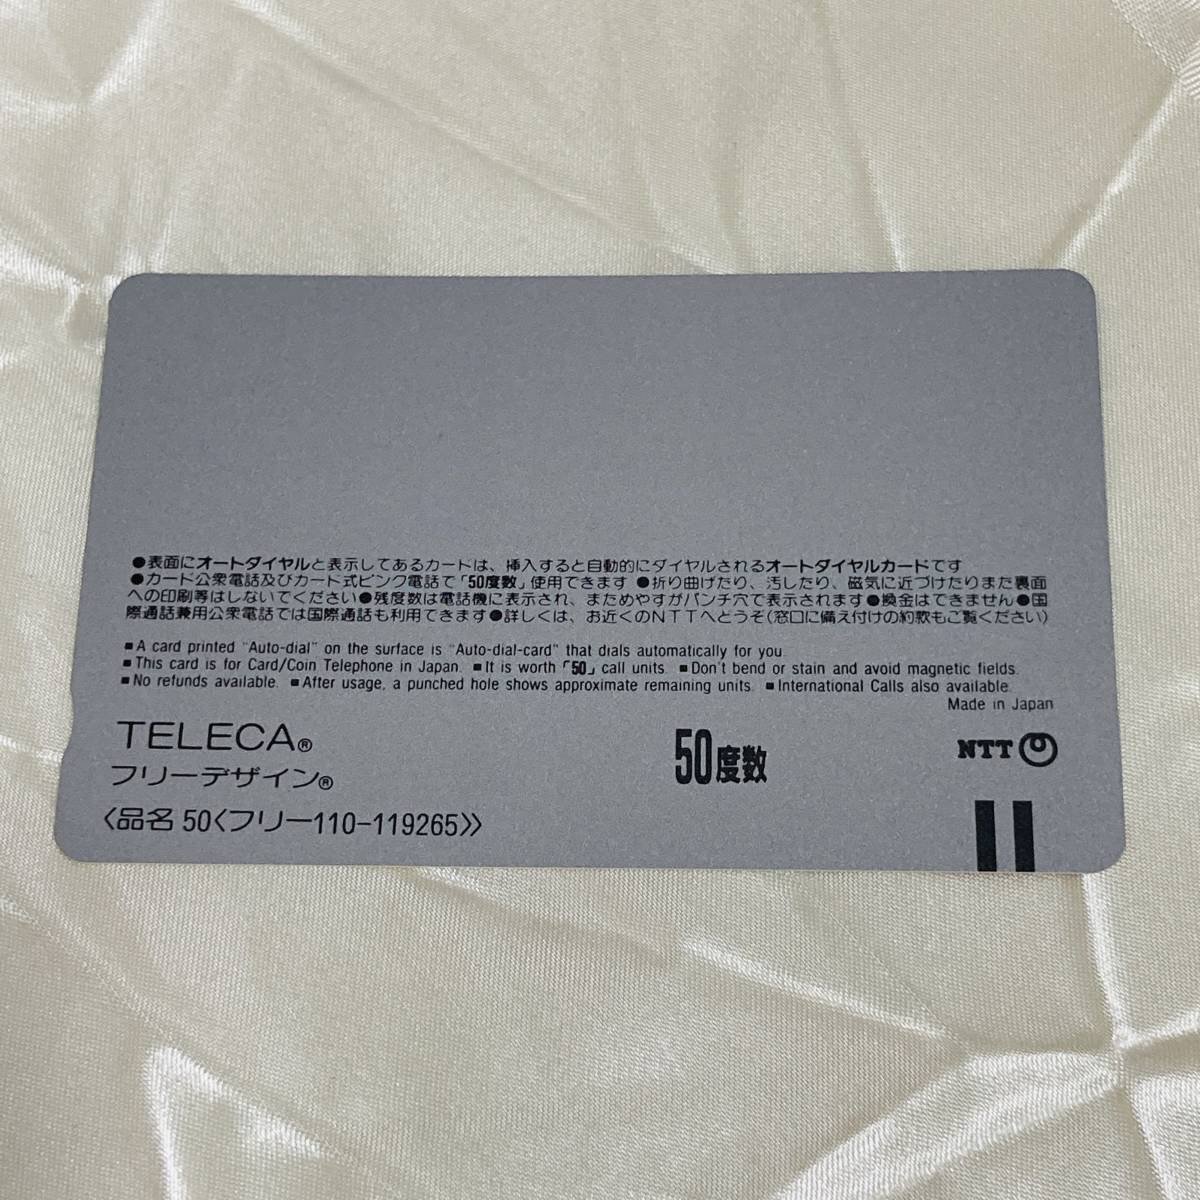 ●表面にオートダイヤルと表示してあるカードは、挿入すると自動的にダイヤルされるオートダイヤルカードです
●カード公衆電話及びカード式ピンク電話で「50度数」使用できます ●折り曲げたり、汚したり、磁気に近づけたりまた裏面
への印刷等はしないでください●残度数は電話機に表示され、まためやすがパンチ穴で表示されます●換金はできません●国
際通話兼用公衆電話では国際通話も利用できます●詳しくは、お近くのNTTへどうぞ(窓口に備え付けの約款もご覧ください)
■A card printed "Auto-dial" on the surface is "Auto-dial-card" that dials automatically for you.
■This card is for Card/Coin Telephone in Japan. ■It is worth「50」call units. ■Don't bend or stain and avoid magnetic fields.
■No refunds available. ■After usage, a punched hole shows approximate remaining units. ■International Calls also available.
Made in Japan
TELECA®
50度数
NTT
フリーデザイン®
〈品名 50〈フリー110-119265〉〉